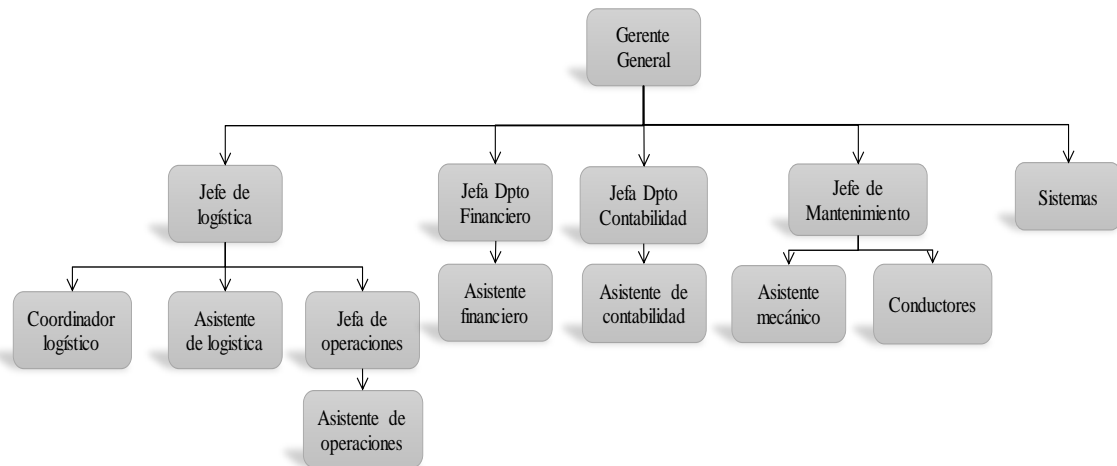 Gerente
General
Jefe de
logística
Jefa Dpto
Financiero
Jefa Dpto
Contabilidad
Jefe de
Mantenimiento
Sistemas
Coordinador
logístico
Asistente
de logistica
Jefa de
operaciones
Asistente
financiero
Asistente de
contabilidad
Asistente
mecánico
Conductores
Asistente de
operaciones